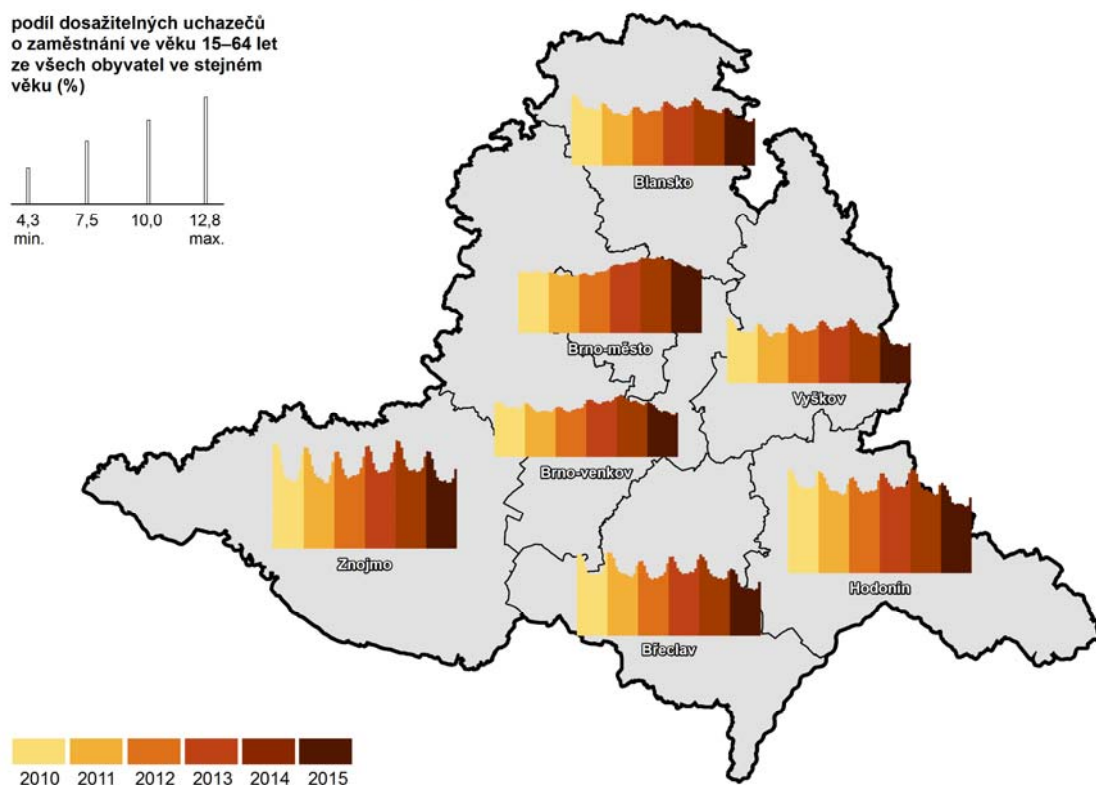 podíl dosažitelných uchazečů
o zaměstnání ve věku 15–64 let
ze všech obyvatel ve stejném
věku (%)
4,3 7,5 10,0 12,8
min. max.
Blansko
Brno-město
Vyškov
Brno-venkov
Znojmo
Hodonín
Břeclav
2010 2011 2012 2013 2014 2015